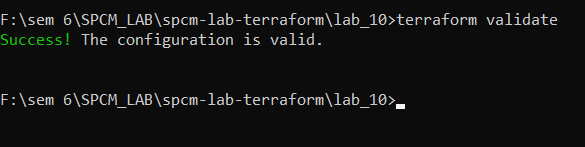 F:\sem 6\SPCM_LAB\spcm-lab-terraform\lab_10>terraform validate
Success! The configuration is valid.
F:\sem 6\SPCM_LAB\spcm-lab-terraform\lab_10>